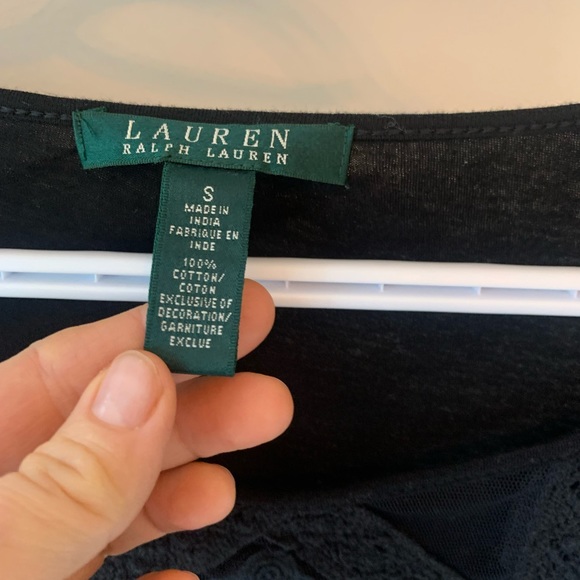 LAUREN
RALPH LAUREN
S
MADE IN
INDIA
FABRIQUE EN
INDE
100%
COTTON/
COTON
EXCLUSIVE OF
DECORATION/
GARNITURE
EXCLUE